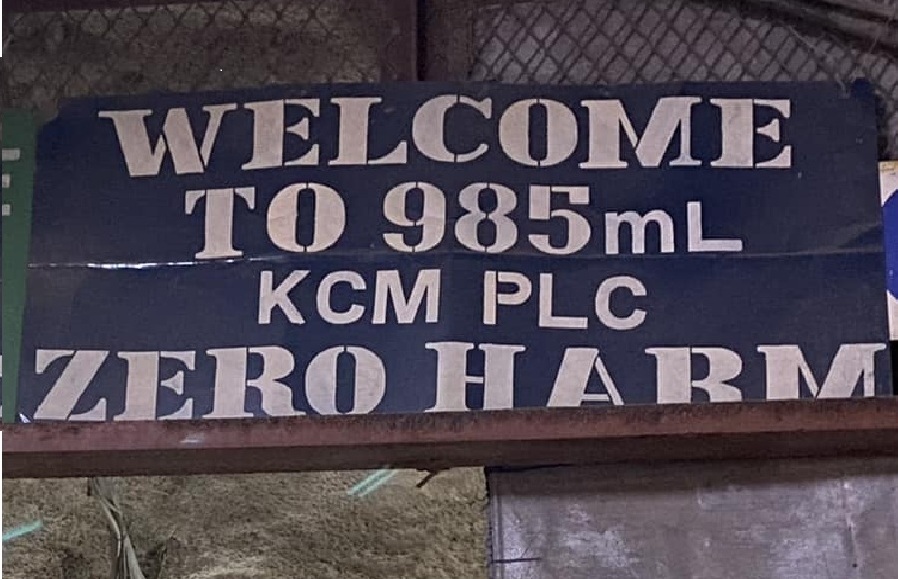 WELCOME
TO 985mL
KCM PLC
ZERO HARM